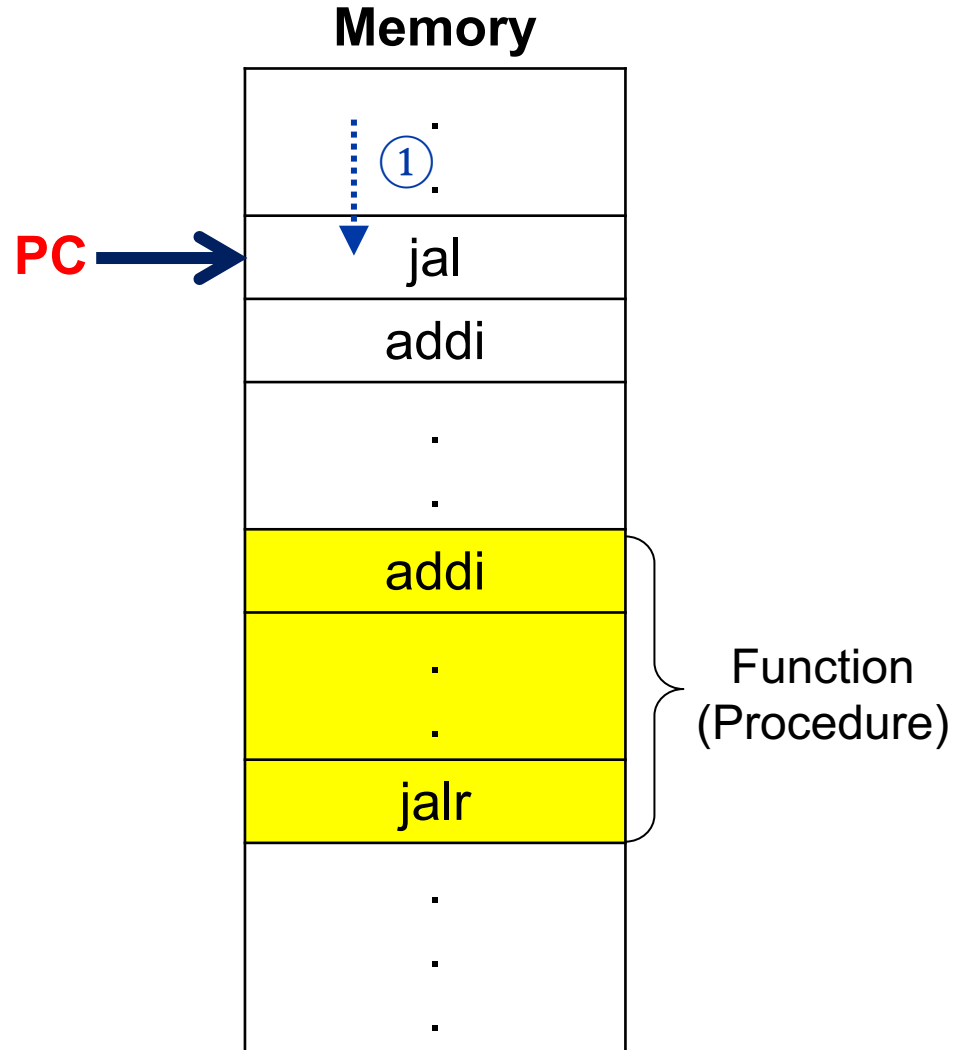 Memory
.
①
.
PC
jal
addi
.
.
addi
.
.
jalr
Function
(Procedure)
.
.
.